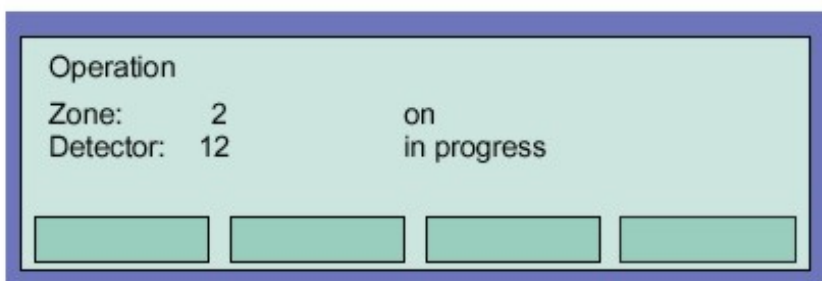 Operation
Zone: 2 on
Detector: 12 in progress